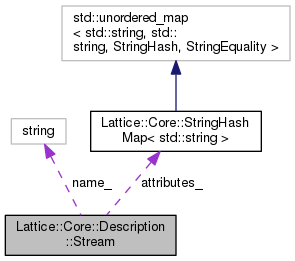 std::unordered_map
< std::string, std::
string, StringHash, StringEquality >
string
Lattice::Core::StringHash
Map< std::string >
name_
attributes_
Lattice::Core::Description
::Stream